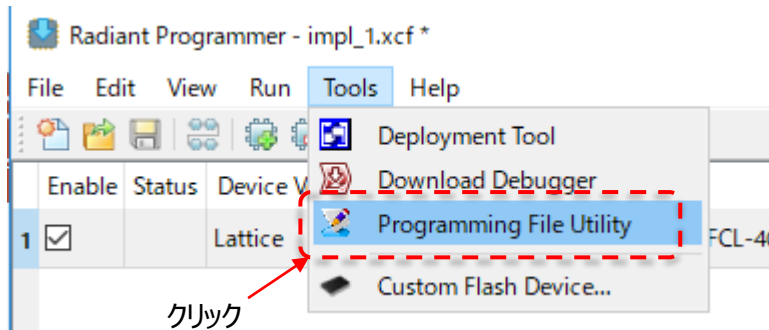 Radiant Programmer - impl_1.xcf *
File Edit View Run Tools Help
Deployment Tool
Enable Status Device V
Download Debugger
1 Lattice
Programming File Utility
FCL-40
Custom Flash Device...
クリック